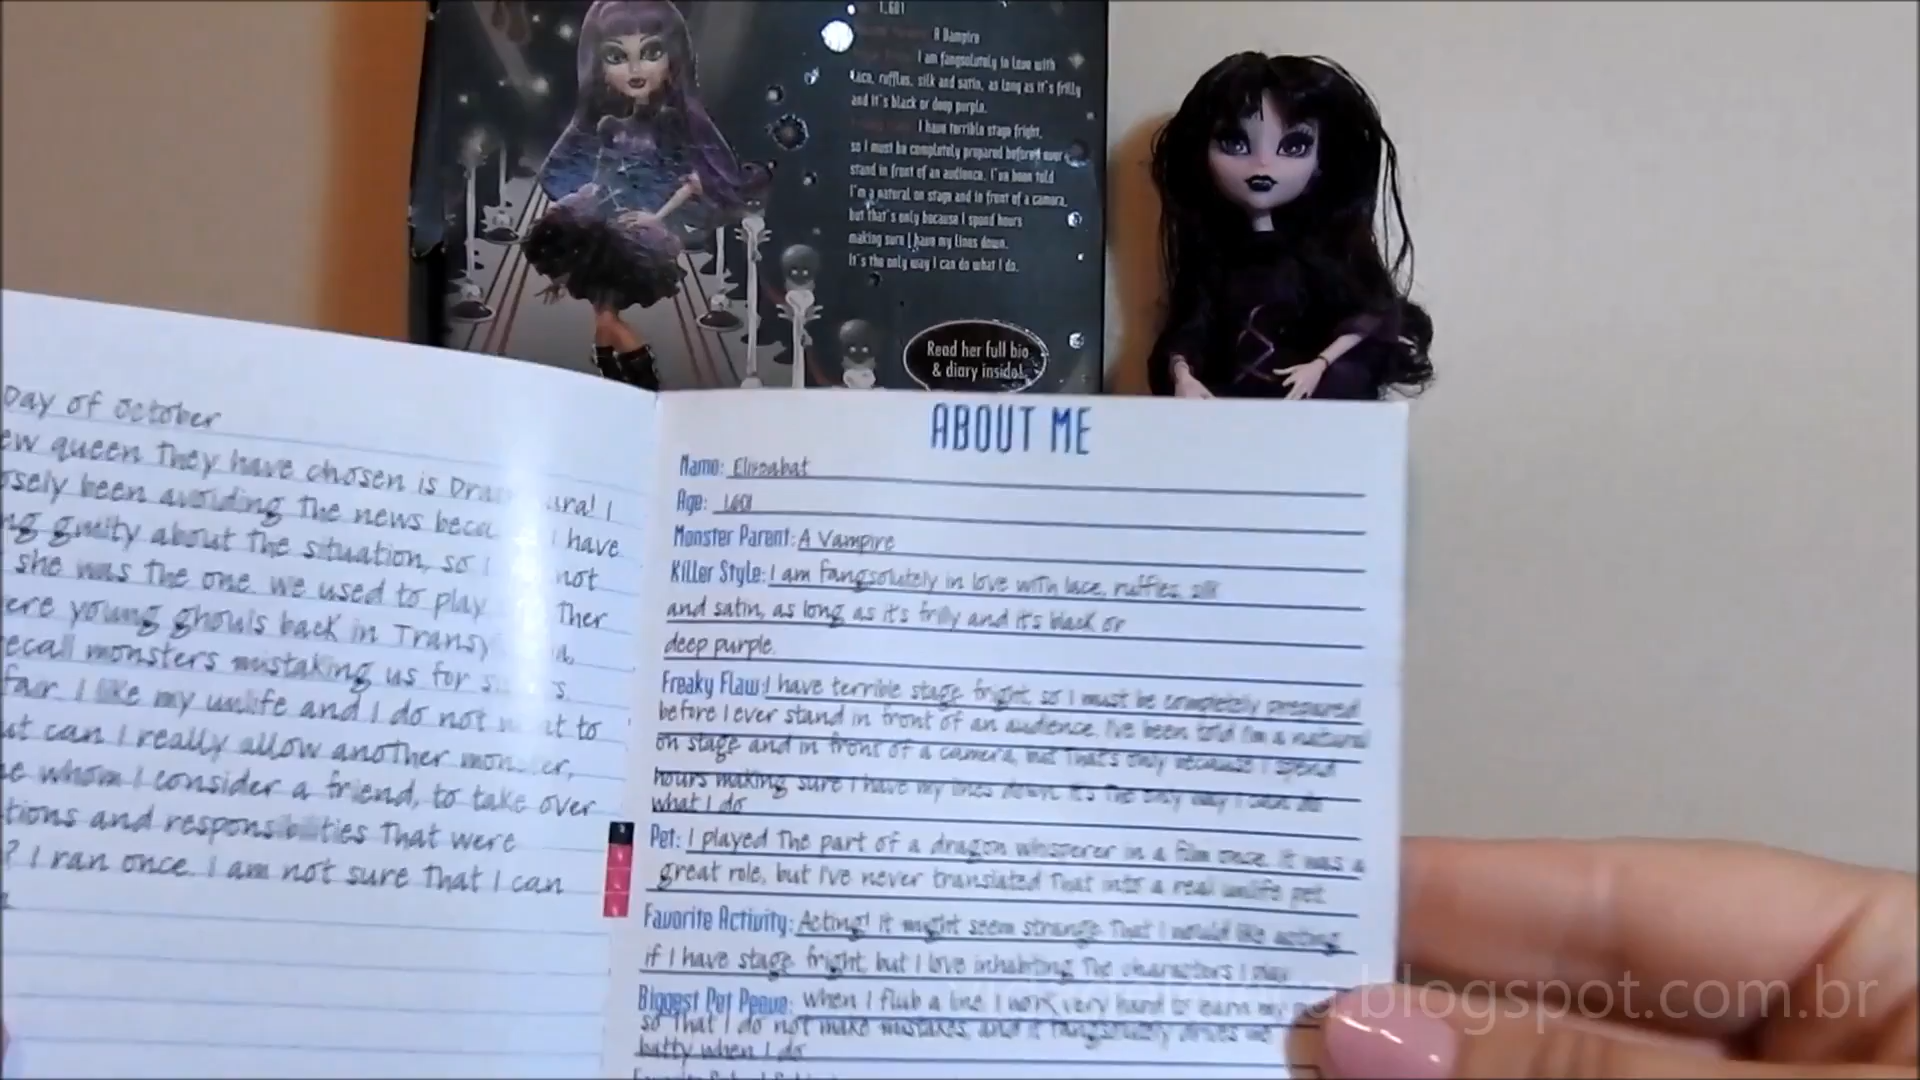 1,601
A Vampire
I am fangsolutely in love with
lace, ruffles, silk and satin, as long as it's frilly
and it's black or deep purple.
I have terrible stage fright,
so I must be completely prepared before I ever
stand in front of an audience. I've been told
I'm a natural on stage and in front of a camera,
but that's only because I spend hours
making sure I have my lines down.
It's the only way I can do what I do.
Read her full bio
& diary inside!
Day of October
queen They have chosen is
been avoiding The news I have
guilty about The situation, so I not
she was The one. we used to play
young ghouls back in
monsters mistaking us for
fair. I like my unlife and I do not to
can I really allow another
whom I consider a friend, to take over
and responsibilities That were
? I ran once. I am not sure That I can
ABOUT ME
Name: Elissabat
Age: 1,601
Monster Parent: A Vampire
Killer Style: I am fangsolutely in love with lace, ruffles, silk
and satin, as long as it's frilly and it's black or
deep purple.
Freaky Flaw: I have terrible stage fright, so I must be completely prepared
before I ever stand in front of an audience. I've been told I'm a natural
on stage and in front of a camera, but That's only because I spend
hours making sure I have my lines down. It's The only way I can do
what I do.
Pet: I played The part of a dragon whisperer in a film once. It was a
great role, but I've never translated That into a real unlife pet.
Favorite Activity: Acting! It might seem strange That I would like acting
if I have stage fright, but I love inhabiting The characters I play.
Biggest Pet Peeve: when I flub a line. I work very hard to earn my
so That I do not make mistakes, and it fangsolutely drives me
batty when I do.
.blogspot.com.br